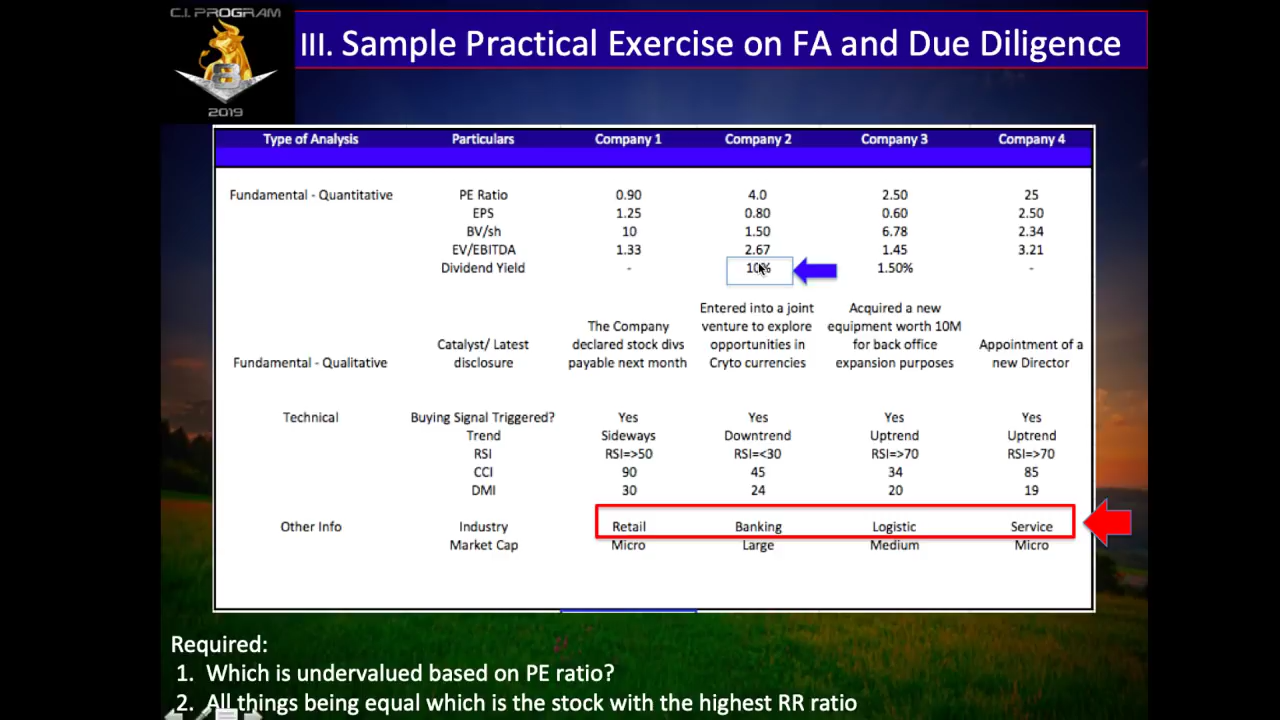 C.I. PROGRAM
8
2019
III. Sample Practical Exercise on FA and Due Diligence
Type of Analysis Particulars Company 1 Company 2 Company 3 Company 4
Fundamental - Quantitative PE Ratio 0.90 4.0 2.50 25
EPS 1.25 0.80 0.60 2.50
BV/sh 10 1.50 6.78 2.34
EV/EBITDA 1.33 2.67 1.45 3.21
Dividend Yield - 10% 1.50% -
Fundamental - Qualitative
Catalyst/ Latest
disclosure
The Company
declared stock divs
payable next month
Entered into a joint
venture to explore
opportunities in
Cryto currencies
Acquired a new
equipment worth 10M
for back office
expansion purposes
Appointment of a
new Director
Technical Buying Signal Triggered? Yes Yes Yes Yes
Trend Sideways Downtrend Uptrend Uptrend
RSI RSI=>50 RSI=<30 RSI=>70 RSI=>70
CCI 90 45 34 85
DMI 30 24 20 19
Other Info Industry Retail Banking Logistic Service
Market Cap Micro Large Medium Micro
Required:
1. Which is undervalued based on PE ratio?
2. All things being equal which is the stock with the highest RR ratio